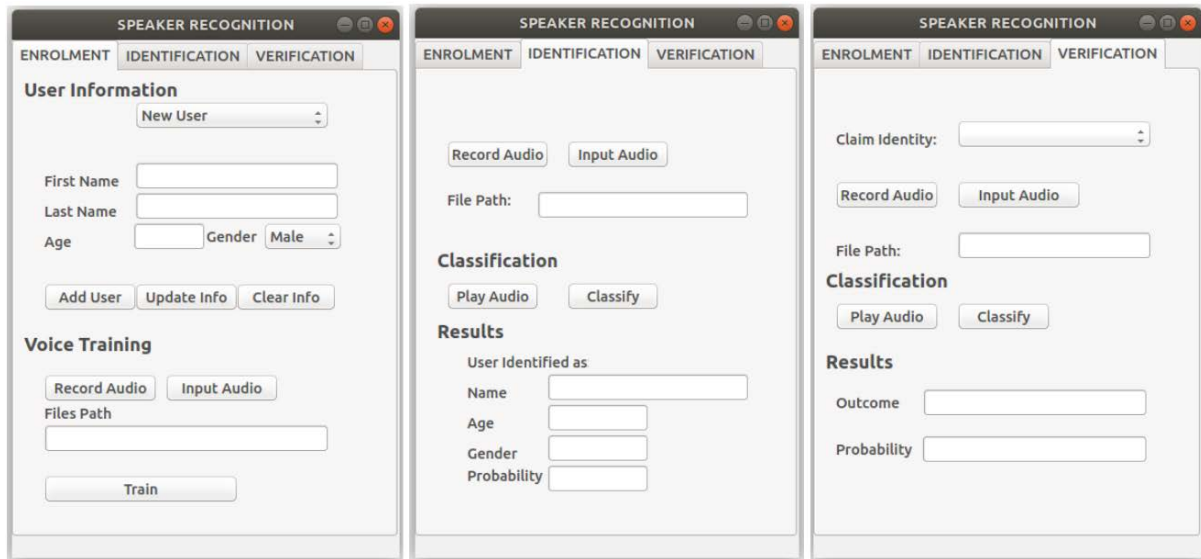 SPEAKER RECOGNITION
ENROLMENT IDENTIFICATION VERIFICATION
User Information
New User
First Name
Last Name
Age Gender Male
Add User Update Info Clear Info
Voice Training
Record Audio Input Audio
Files Path
Train
SPEAKER RECOGNITION
ENROLMENT IDENTIFICATION VERIFICATION
Record Audio Input Audio
File Path:
Classification
Play Audio Classify
Results
User Identified as
Name
Age
Gender
Probability
SPEAKER RECOGNITION
ENROLMENT IDENTIFICATION VERIFICATION
Claim Identity:
Record Audio Input Audio
File Path:
Classification
Play Audio Classify
Results
Outcome
Probability